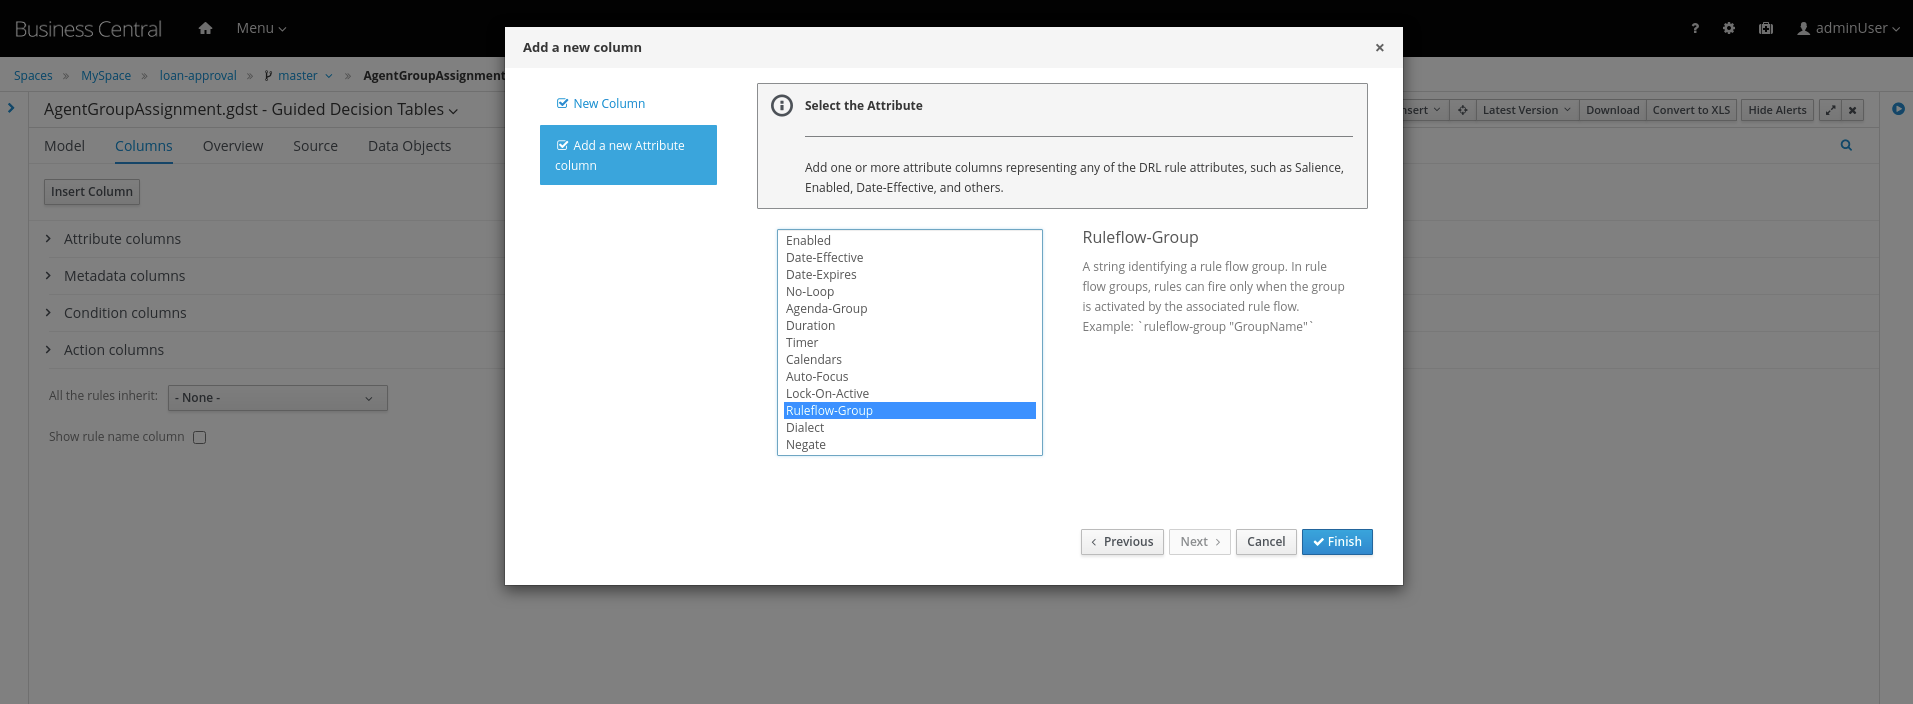 Business Central
Menu
?
adminUser
Spaces » MySpace » loan-approval » master » AgentGroupAssignment
AgentGroupAssignment.gdst - Guided Decision Tables
Latest Version
Download
Convert to XLS
Hide Alerts
Model
Columns
Overview
Source
Data Objects
Insert Column
Attribute columns
Metadata columns
Condition columns
Action columns
All the rules inherit:
- None -
Show rule name column
Add a new column
×
New Column
Add a new Attribute
column
Select the Attribute
Add one or more attribute columns representing any of the DRL rule attributes, such as Salience,
Enabled, Date-Effective, and others.
Enabled
Date-Effective
Date-Expires
No-Loop
Agenda-Group
Duration
Timer
Calendars
Auto-Focus
Lock-On-Active
Ruleflow-Group
Dialect
Negate
Ruleflow-Group
A string identifying a rule flow group. In rule
flow groups, rules can fire only when the group
is activated by the associated rule flow.
Example: `ruleflow-group "GroupName"`
Previous
Next
Cancel
Finish